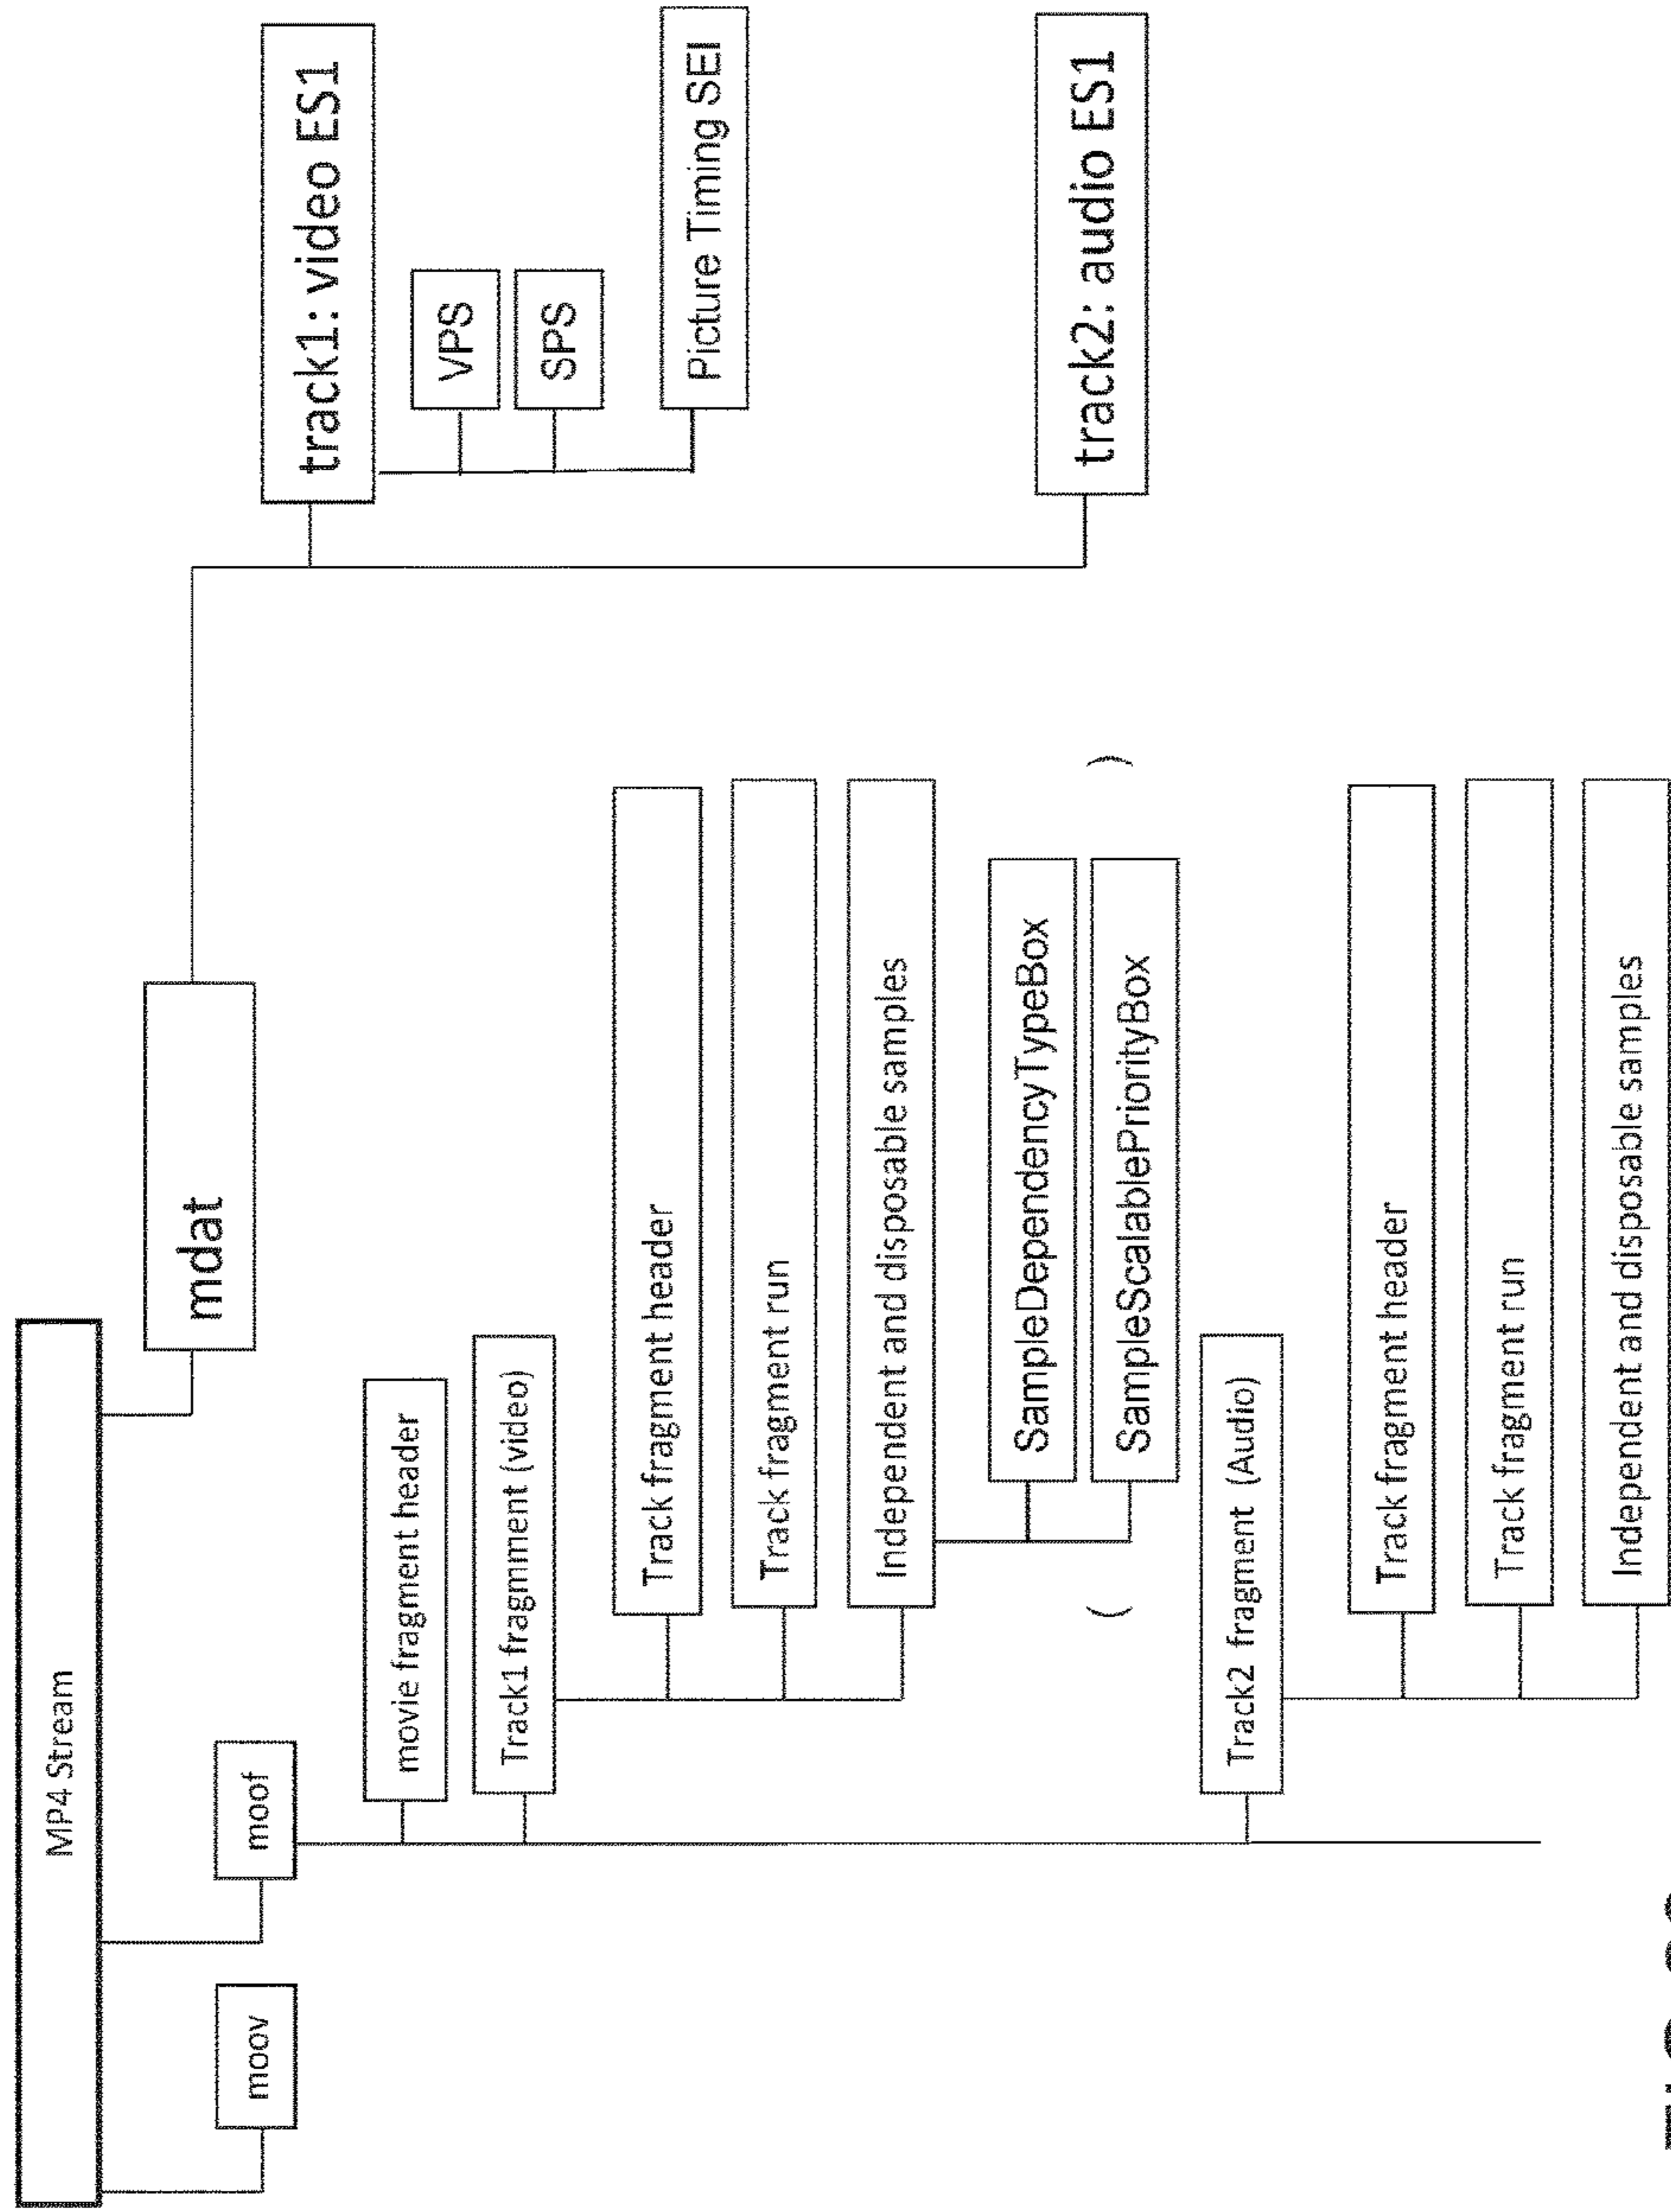 MP4 Stream
moov
moof
mdat
movie fragment header
Track1 fragmment (video)
Track fragment header
Track fragment run
Independent and disposable samples
SampleDependencyTypeBox
SampleScalablePriorityBox
(
)
Track2 fragment (Audio)
Track fragment header
Track fragment run
Independent and disposable samples
track1: video ES1
VPS
SPS
Picture Timing SEI
track2: audio ES1